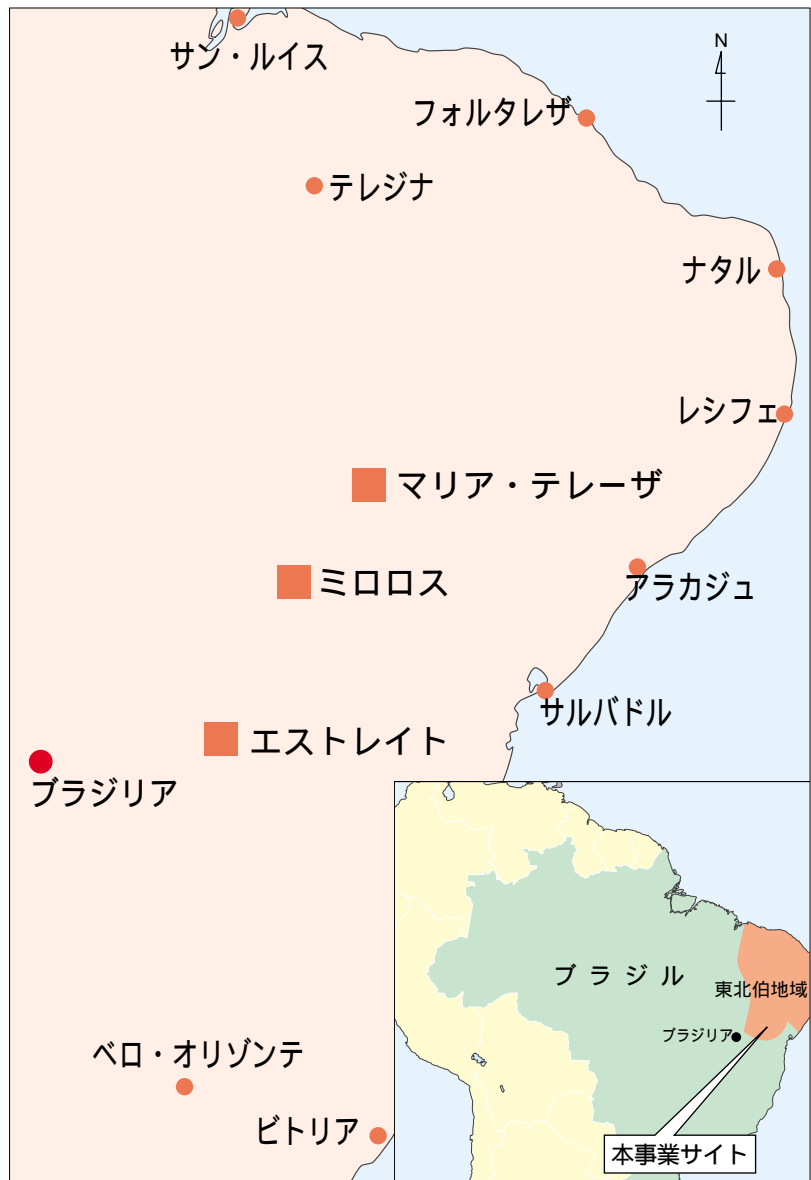 サン・ルイス
N
フォルタレザ
テレジナ
ナタル
レシフェ
マリア・テレーザ
ミロロス
アラカジュ
サルバドル
エストレイト
ブラジリア
ブラジル
東北伯地域
ブラジリア
ベロ・オリゾンテ
ビトリア
本事業サイト